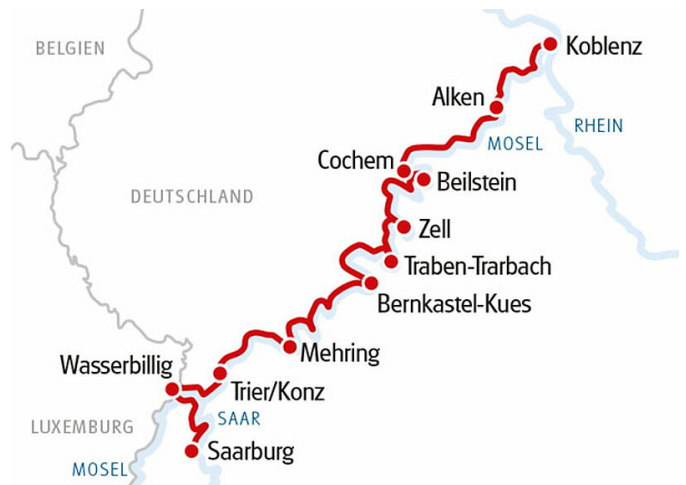 BELGIEN
Koblenz
Alken
RHEIN
MOSEL
Cochem
Beilstein
DEUTSCHLAND
Zell
Traben-Trarbach
Bernkastel-Kues
Mehring
Wasserbillig
Trier/Konz
SAAR
LUXEMBURG
Saarburg
MOSEL